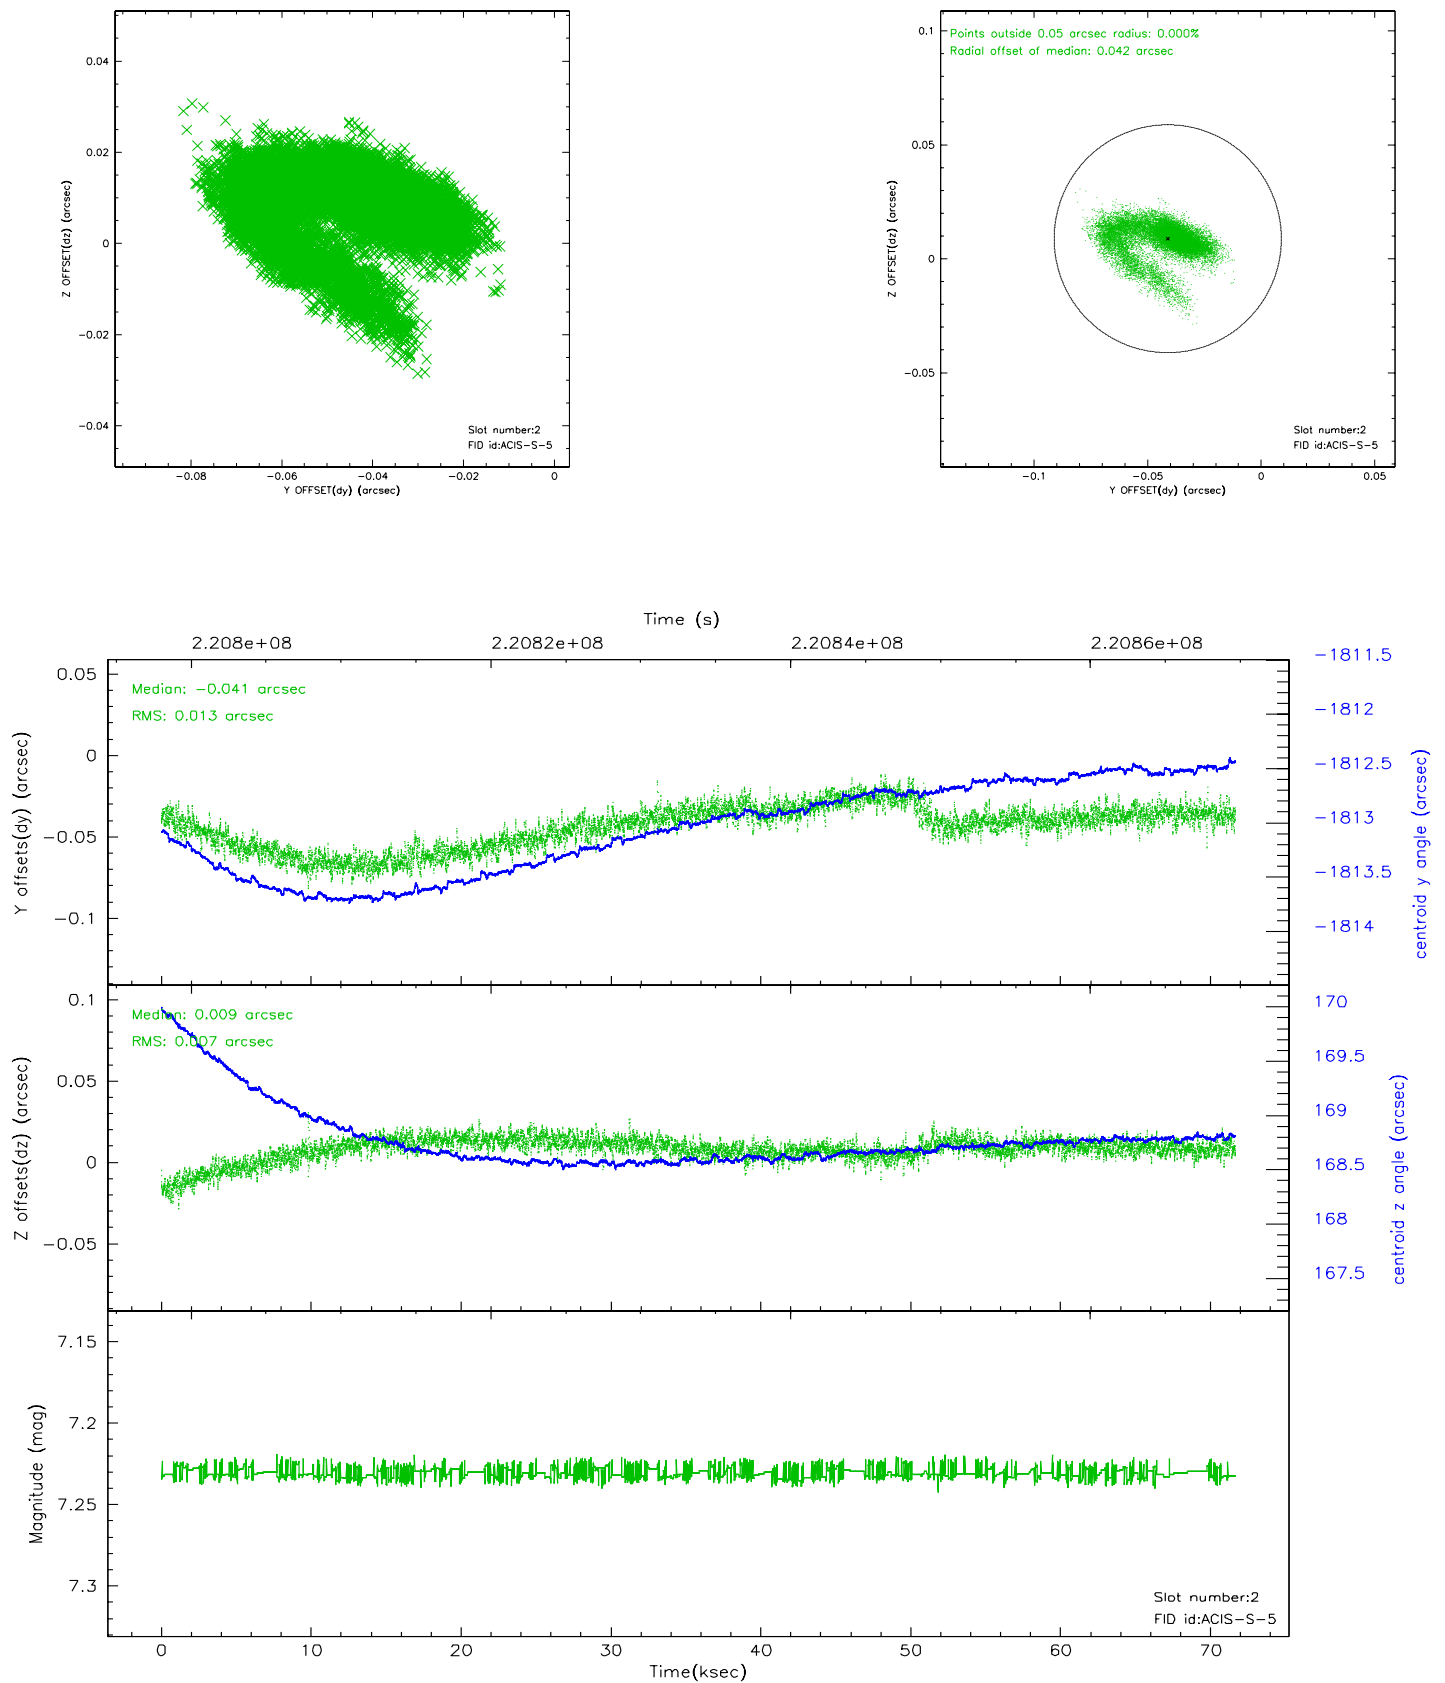 0.04
0.02
0
−0.02
−0.04
Z OFFSET(dz) (arcsec)
Slot number:2
FID id:ACIS−S−5
−0.08
−0.06
−0.04
−0.02
0
Y OFFSET(dy) (arcsec)
Points outside 0.05 arcsec radius: 0.000%
Radial offset of median: 0.042 arcsec
0.1
0.05
0
−0.05
Z OFFSET(dz) (arcsec)
Slot number:2
FID id:ACIS−S−5
−0.1
−0.05
0
0.05
Y OFFSET(dy) (arcsec)
Time (s)
2.208e+08
2.2082e+08
2.2084e+08
2.2086e+08
Median: −0.041 arcsec
RMS: 0.013 arcsec
0.05
0
−0.05
−0.1
Y offsets(dy) (arcsec)
−1811.5
−1812
−1812.5
−1813
−1813.5
−1814
centroid y angle (arcsec)
Median: 0.009 arcsec
RMS: 0.007 arcsec
0.1
0.05
0
−0.05
Z offsets(dz) (arcsec)
170
169.5
169
168.5
168
167.5
centroid z angle (arcsec)
7.15
7.2
7.25
7.3
Magnitude (mag)
Slot number:2
FID id:ACIS−S−5
0
10
20
30
40
50
60
70
Time(ksec)